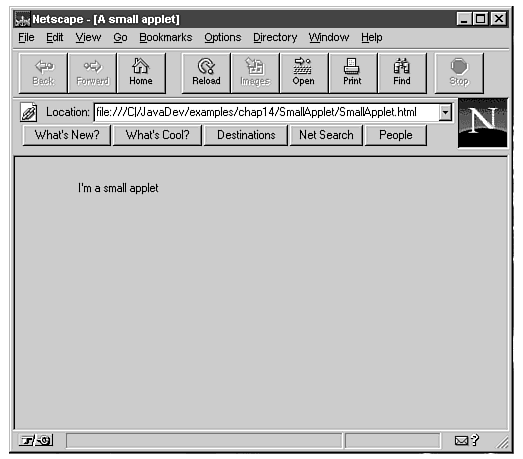 Netscape - [A small applet]
File Edit View Go Bookmarks Options Directory Window Help
Back Forward Home Reload Images Open Print Find Stop
Location: file:///C|/JavaDev/examples/chap14/SmallApplet/SmallApplet.html
N
What's New? What's Cool? Destinations Net Search People
I'm a small applet
?